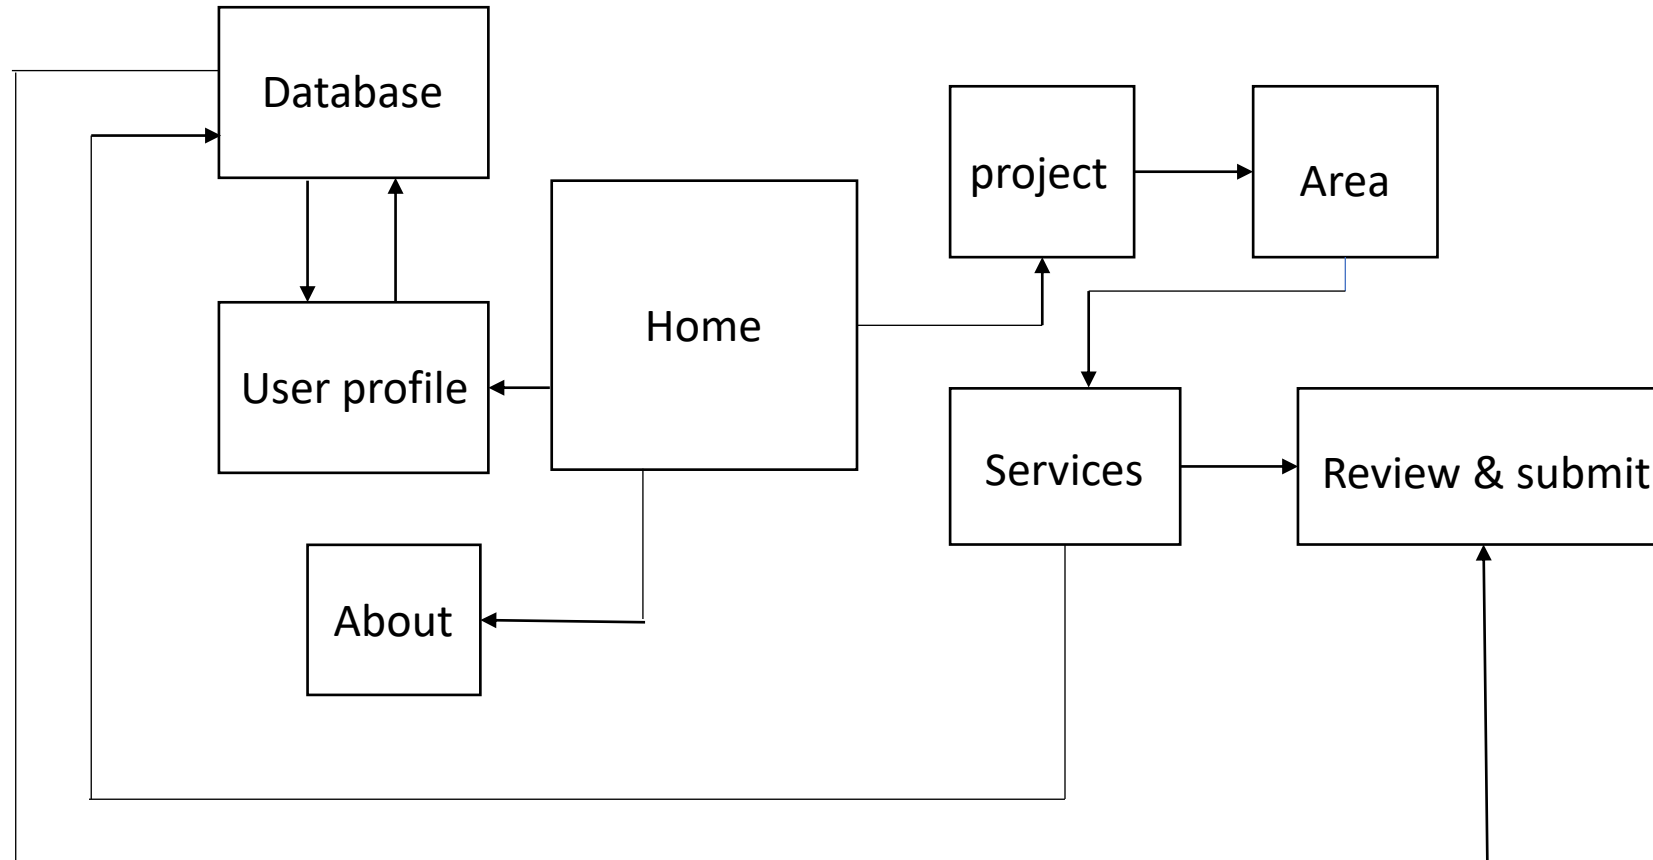 Database
project
Area
Home
User profile
Services
Review & submit
About